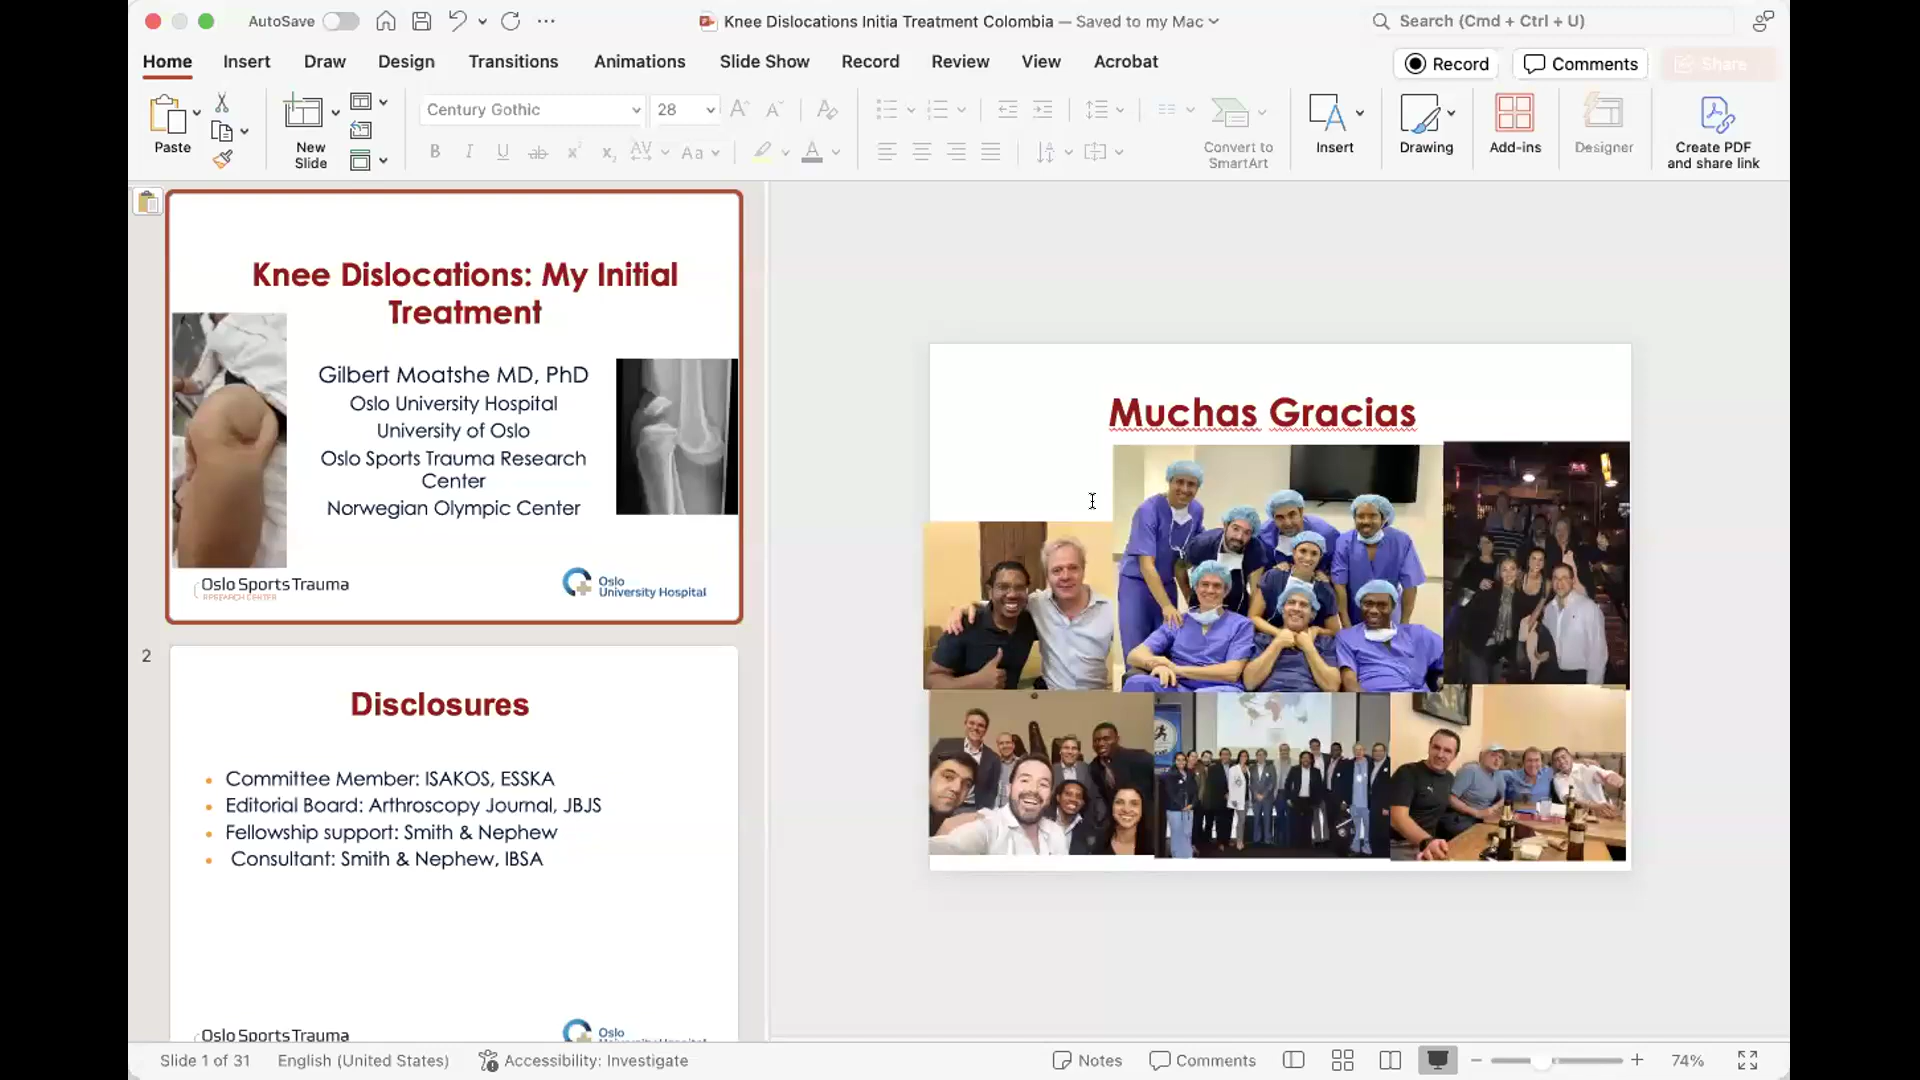 AutoSave
Knee Dislocations Initia Treatment Colombia — Saved to my Mac
Search (Cmd + Ctrl + U)
Home Insert Draw Design Transitions Animations Slide Show Record Review View Acrobat
Record Comments Share
Paste
New
Slide
Century Gothic 28
Convert to
SmartArt
Insert
Drawing
Add-ins
Designer
Create PDF
and share link
Knee Dislocations: My Initial
Treatment
Gilbert Moatshe MD, PhD
Oslo University Hospital
University of Oslo
Oslo Sports Trauma Research
Center
Norwegian Olympic Center
Oslo Sports Trauma
RESEARCH CENTER
Oslo
University Hospital
2
Disclosures
• Committee Member: ISAKOS, ESSKA
• Editorial Board: Arthroscopy Journal, JBJS
• Fellowship support: Smith & Nephew
• Consultant: Smith & Nephew, IBSA
Oslo Sports Trauma
Oslo
Muchas Gracias
Slide 1 of 31 English (United States) Accessibility: Investigate
Notes Comments 74%